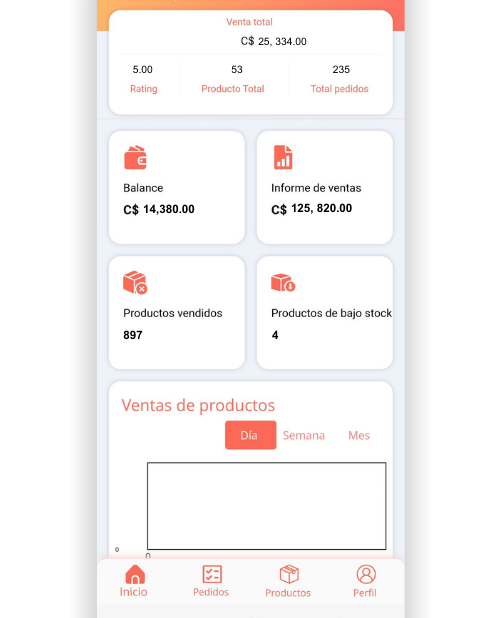 Venta total
C$ 25, 334.00
5.00 53 235
Rating Producto Total Total pedidos
Balance
C$ 14,380.00
Informe de ventas
C$ 125, 820.00
Productos vendidos
897
Productos de bajo stock
4
Ventas de productos
Día Semana Mes
0
0
Inicio Pedidos Productos Perfil